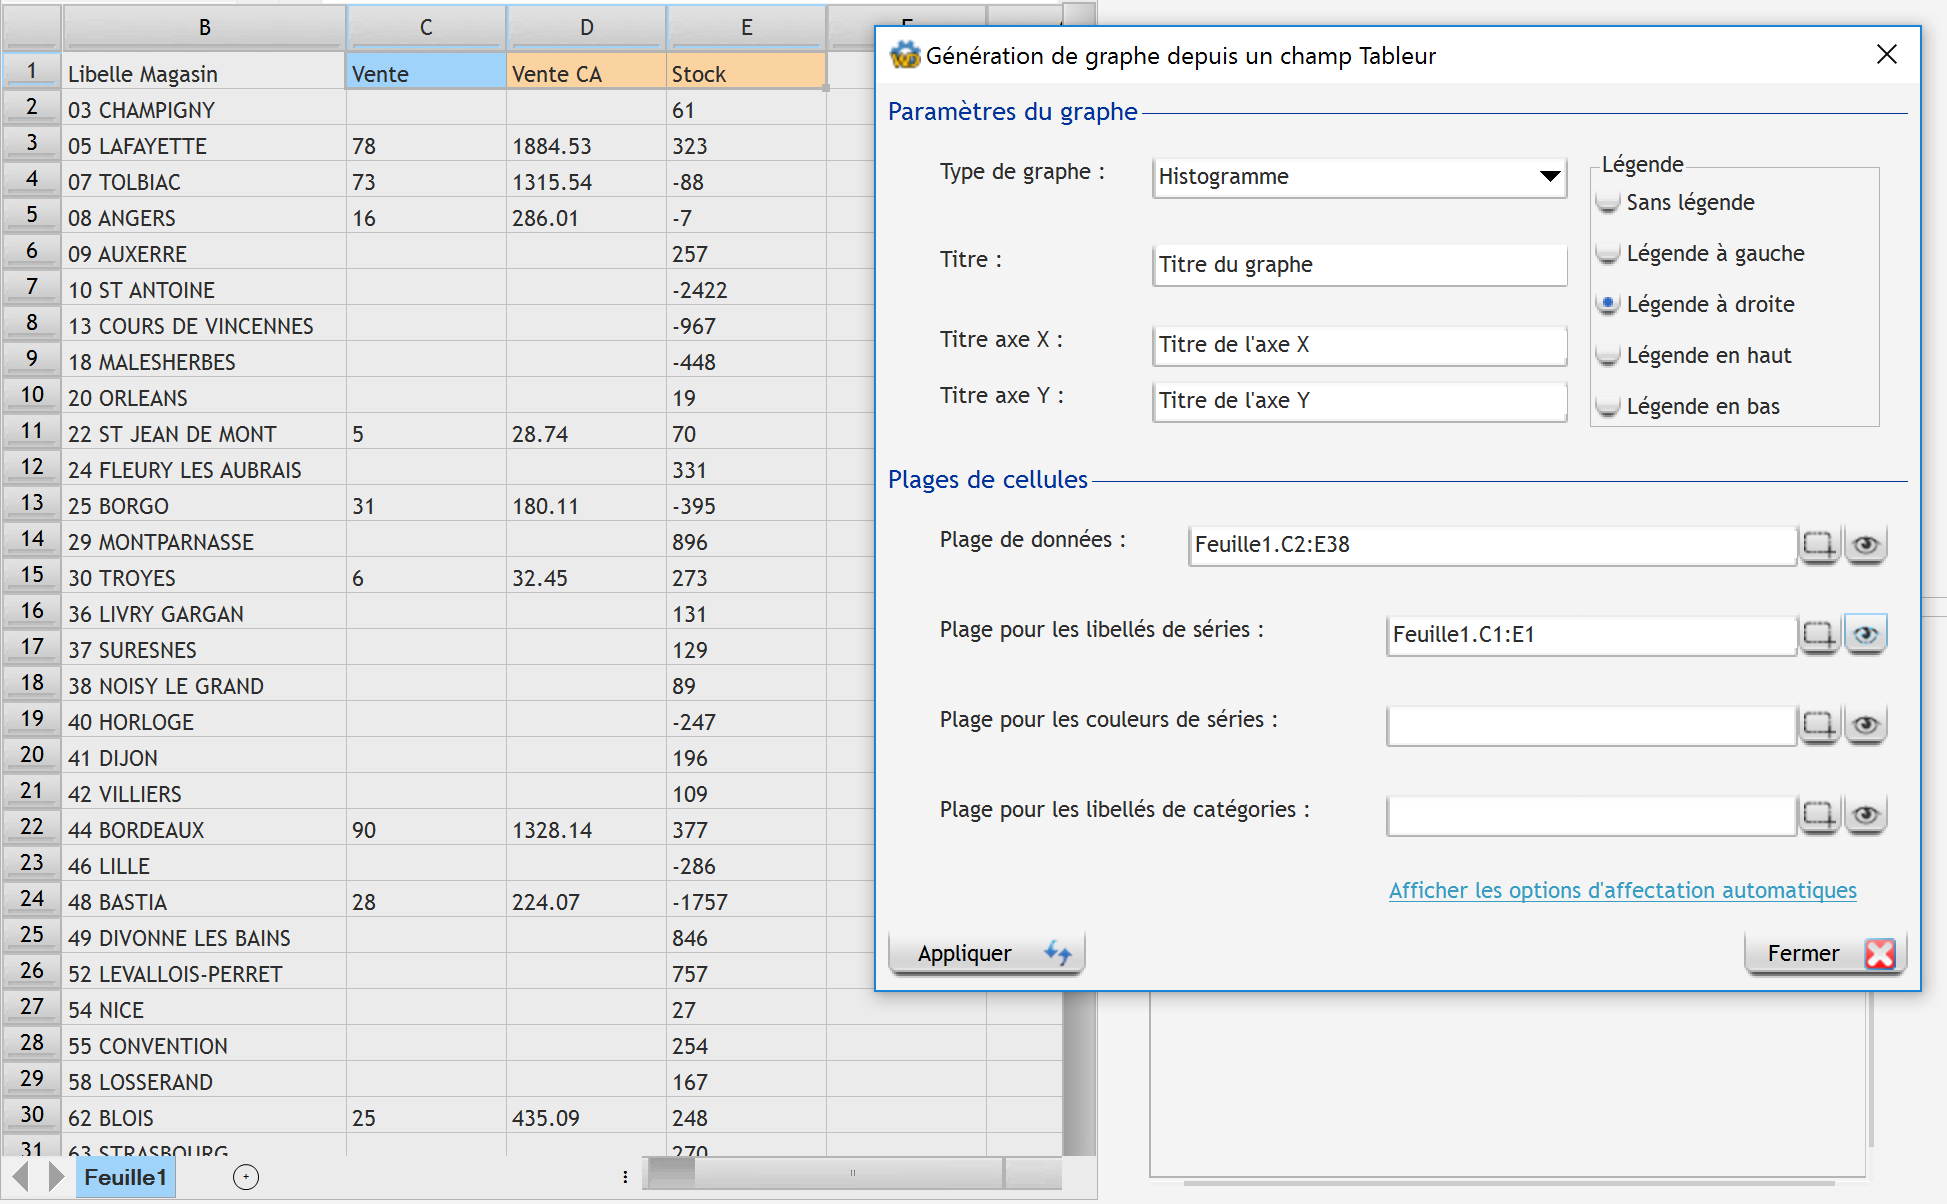 B C D E
1 Libelle Magasin Vente Vente CA Stock
2 03 CHAMPIGNY 61
3 05 LAFAYETTE 78 1884.53 323
4 07 TOLBIAC 73 1315.54 -88
5 08 ANGERS 16 286.01 -7
6 09 AUXERRE 257
7 10 ST ANTOINE -2422
8 13 COURS DE VINCENNES -967
9 18 MALESHERBES -448
10 20 ORLEANS 19
11 22 ST JEAN DE MONT 5 28.74 70
12 24 FLEURY LES AUBRAIS 331
13 25 BORGO 31 180.11 -395
14 29 MONTPARNASSE 896
15 30 TROYES 6 32.45 273
16 36 LIVRY GARGAN 131
17 37 SURESNES 129
18 38 NOISY LE GRAND 89
19 40 HORLOGE -247
20 41 DIJON 196
21 42 VILLIERS 109
22 44 BORDEAUX 90 1328.14 377
23 46 LILLE -286
24 48 BASTIA 28 224.07 -1757
25 49 DIVONNE LES BAINS 846
26 52 LEVALLOIS-PERRET 757
27 54 NICE 27
28 55 CONVENTION 254
29 58 LOSSERAND 167
30 62 BLOIS 25 435.09 248
31 63 STRASBOURG 270
Feuille1
Génération de graphe depuis un champ Tableur
Paramètres du graphe
Type de graphe : Histogramme
Titre : Titre du graphe
Titre axe X : Titre de l'axe X
Titre axe Y : Titre de l'axe Y
Légende
Sans légende
Légende à gauche
Légende à droite
Légende en haut
Légende en bas
Plages de cellules
Plage de données : Feuille1.C2:E38
Plage pour les libellés de séries : Feuille1.C1:E1
Plage pour les couleurs de séries :
Plage pour les libellés de catégories :
Afficher les options d'affectation automatiques
Appliquer
Fermer